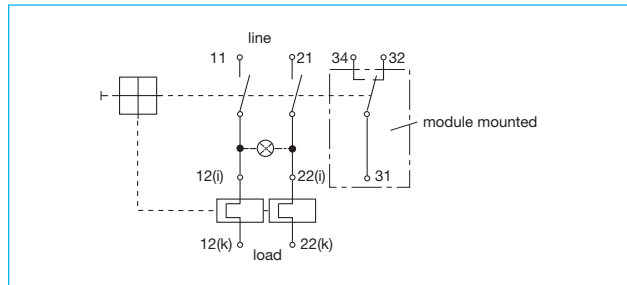 line
11 21 34 32
module mounted
12(i) 22(i) 31
12(k) 22(k)
load